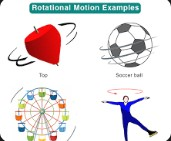 Rotational Motion Examples
Top
Soccer ball